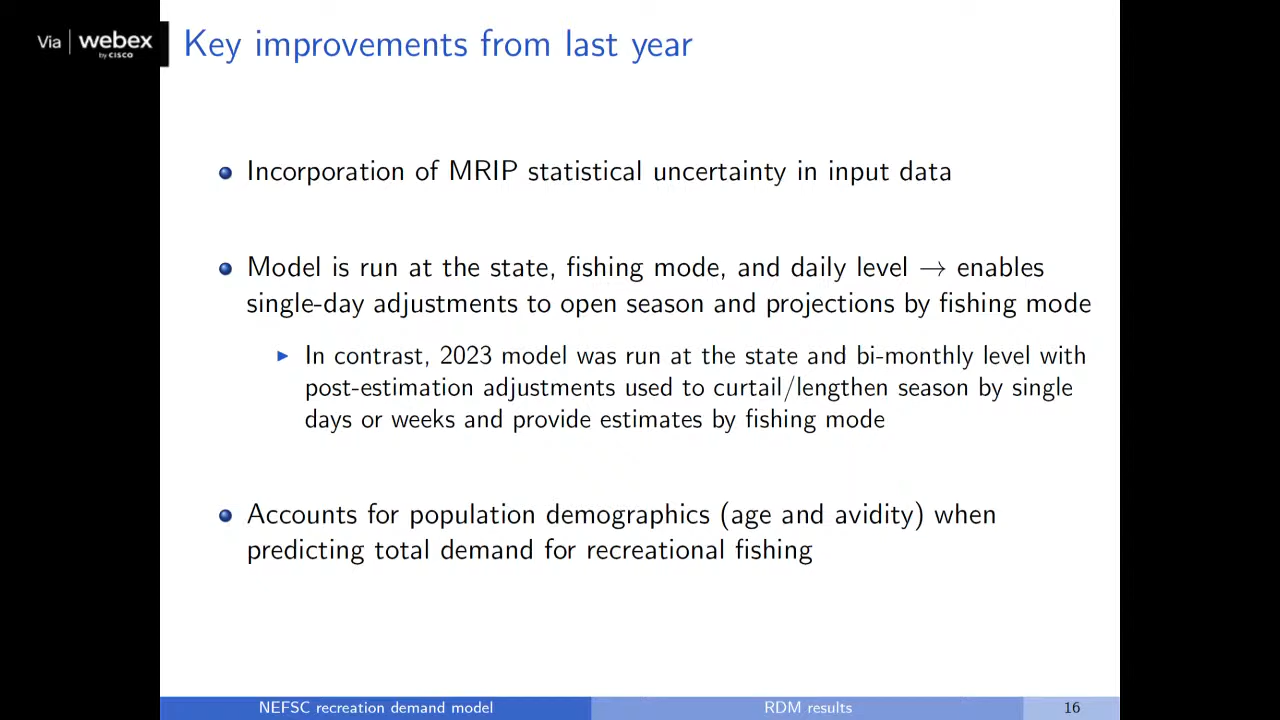 Via webex
by CISCO
Key improvements from last year
Incorporation of MRIP statistical uncertainty in input data
Model is run at the state, fishing mode, and daily level → enables
single-day adjustments to open season and projections by fishing mode
In contrast, 2023 model was run at the state and bi-monthly level with
post-estimation adjustments used to curtail/lengthen season by single
days or weeks and provide estimates by fishing mode
Accounts for population demographics (age and avidity) when
predicting total demand for recreational fishing
NEFSC recreation demand model RDM results 16